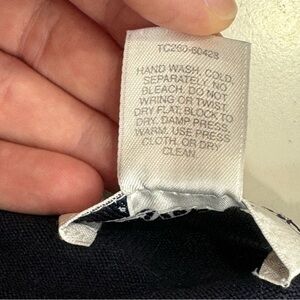 TC260-60428
HAND WASH, COLD,
SEPARATELY. NO
BLEACH. DO NOT
WRING OR TWIST.
DRY FLAT, BLOCK TO
DRY. DAMP PRESS,
WARM. USE PRESS
CLOTH. OR DRY
CLEAN.